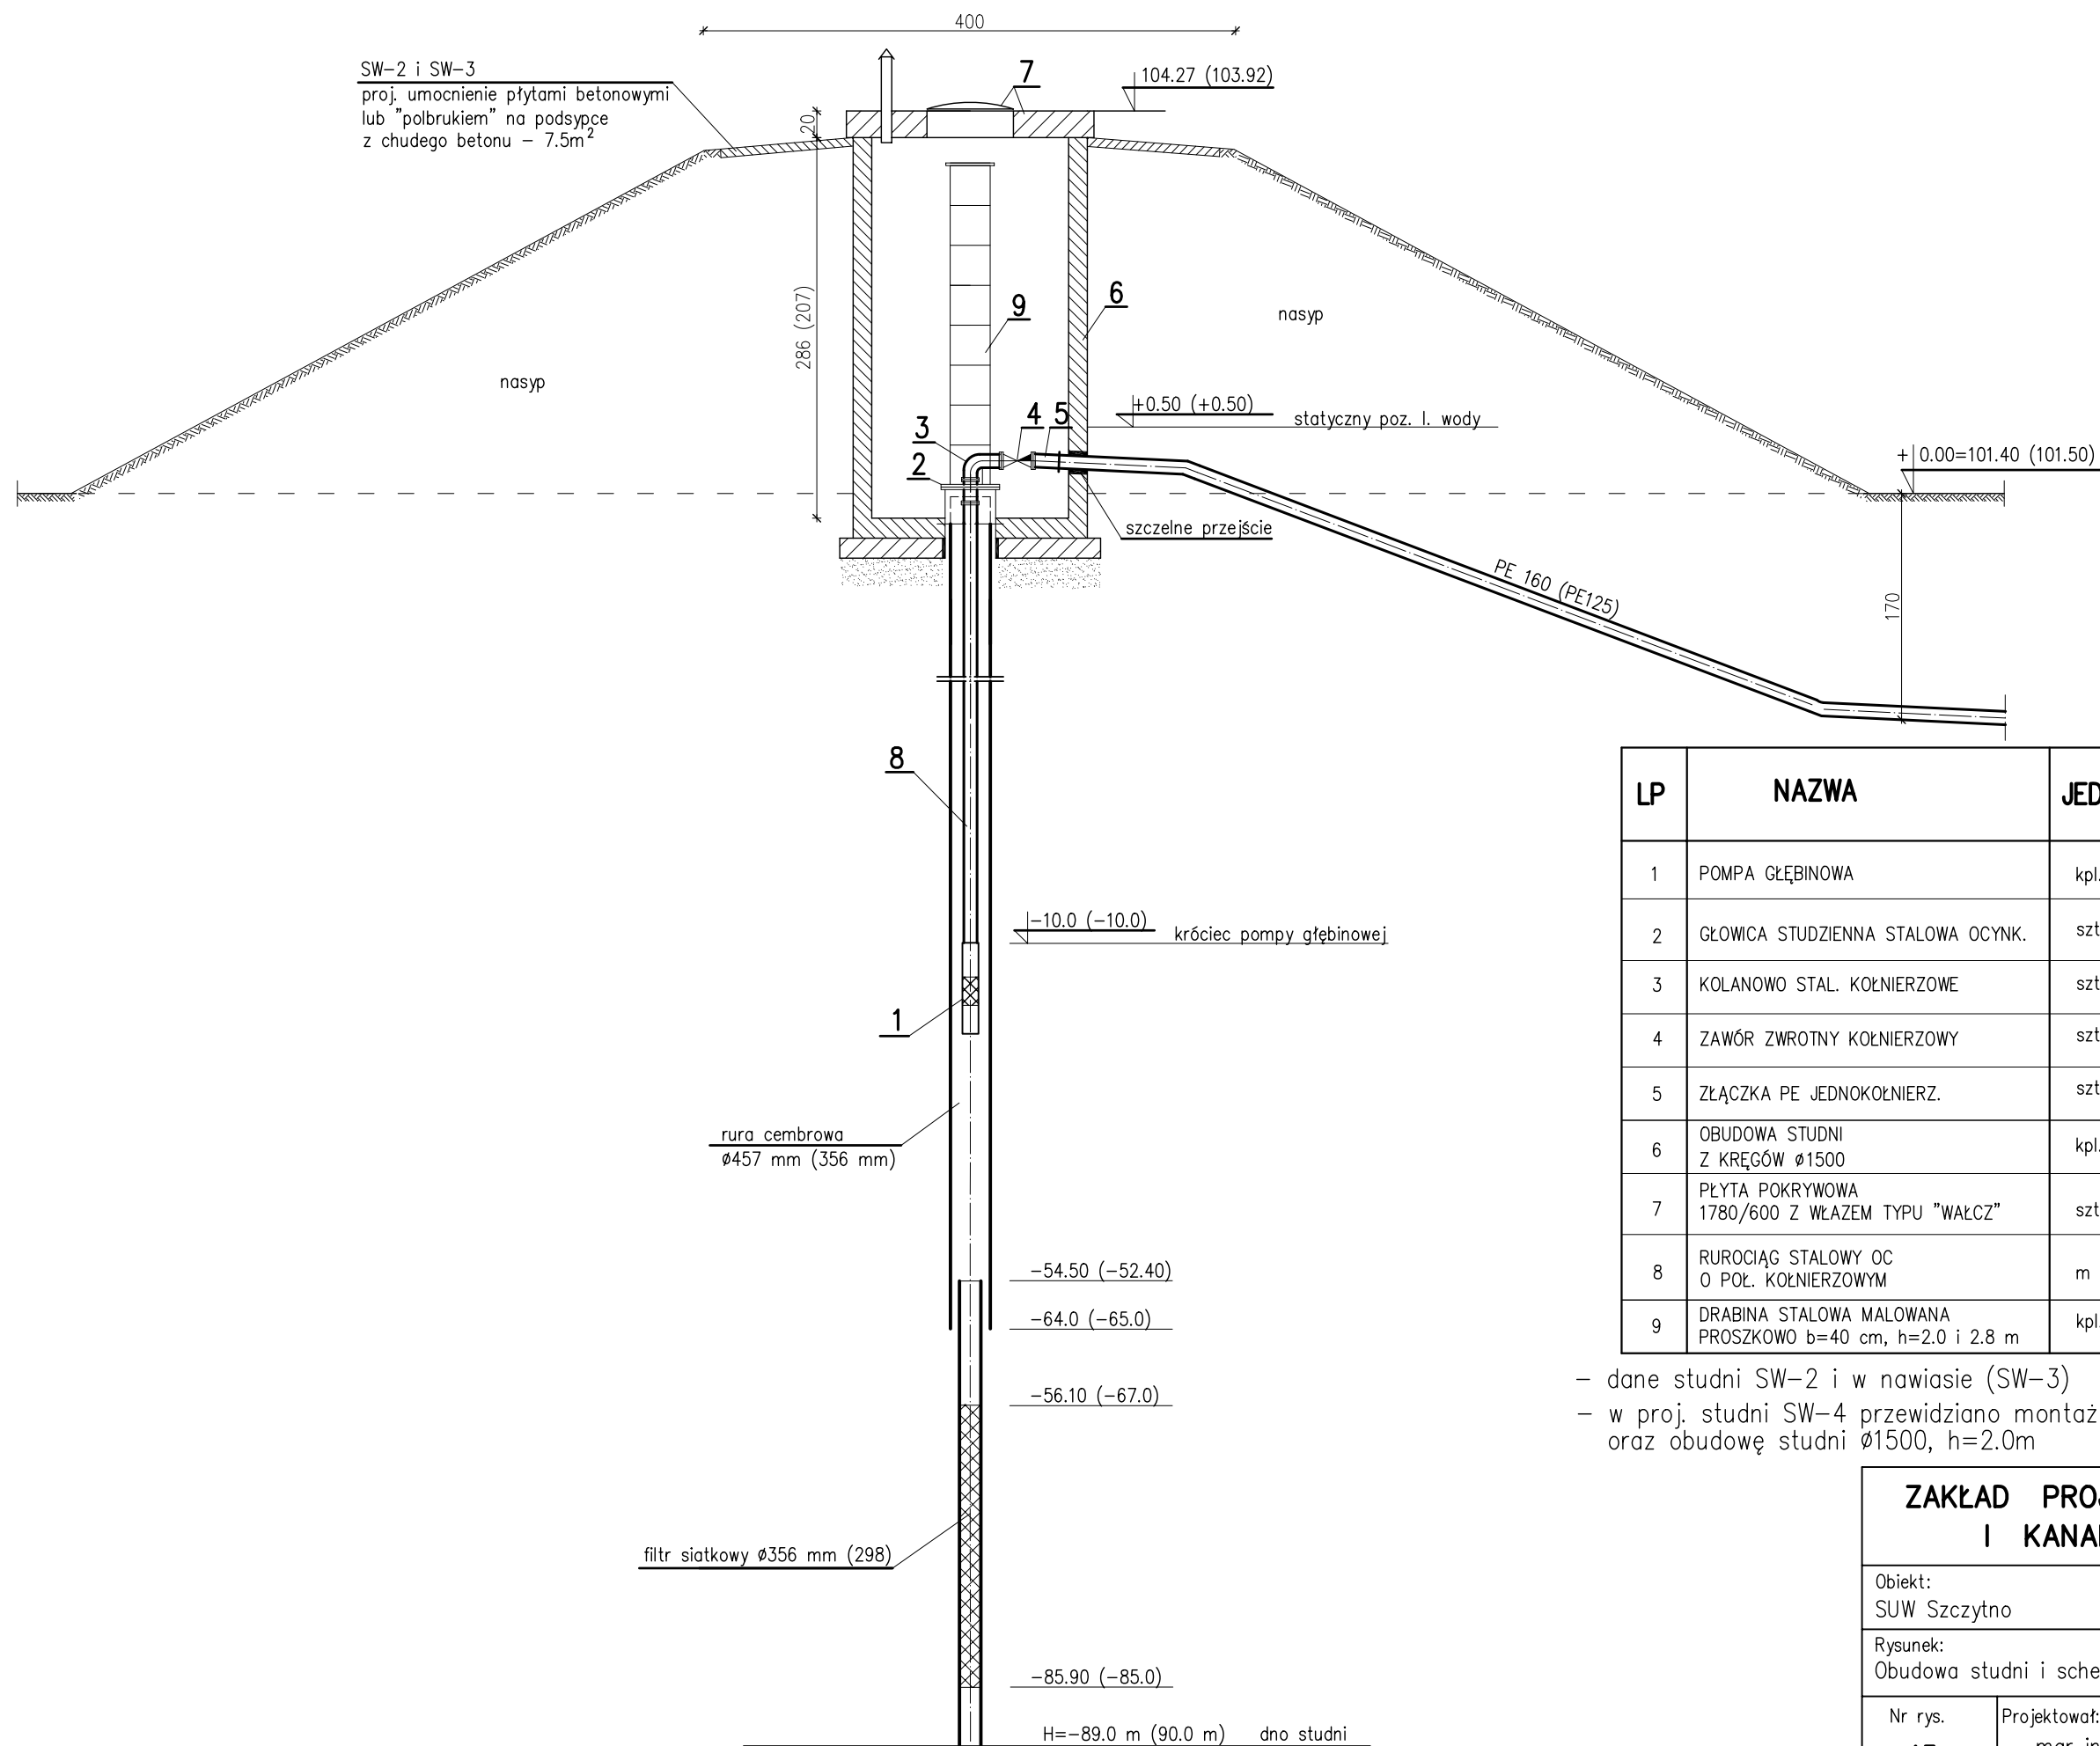 400
SW-2 i SW-3
proj. umocnienie płytami betonowymi
lub "polbrukiem" na podsypce
z chudego betonu - 7.5m²
7
104.27 (103.92)
20
286 (207)
9
6
nasyp
nasyp
+0.50 (+0.50)
statyczny poz. l. wody
3
4
5
2
+ 0.00=101.40 (101.50)
szczelne przejście
PE 160 (PE125)
170
8
-10.0 (-10.0)
króciec pompy głębinowej
1
rura cembrowa
ø457 mm (356 mm)
-54.50 (-52.40)
-64.0 (-65.0)
-56.10 (-67.0)
filtr siatkowy ø356 mm (298)
-85.90 (-85.0)
H=-89.0 m (90.0 m) dno studni
LP NAZWA JED
1 POMPA GŁĘBINOWA kpl.
2 GŁOWICA STUDZIENNA STALOWA OCYNK. szt
3 KOLANOWO STAL. KOŁNIERZOWE szt
4 ZAWÓR ZWROTNY KOŁNIERZOWY szt
5 ZŁĄCZKA PE JEDNOKOŁNIERZ. szt
6 OBUDOWA STUDNI
Z KRĘGÓW ø1500 kpl.
7 PŁYTA POKRYWOWA
1780/600 Z WŁAZEM TYPU "WAŁCZ" szt
8 RUROCIĄG STALOWY OC
O POŁ. KOŁNIERZOWYM m
9 DRABINA STALOWA MALOWANA
PROSZKOWO b=40 cm, h=2.0 i 2.8 m kpl.
- dane studni SW-2 i w nawiasie (SW-3)
- w proj. studni SW-4 przewidziano montaż
oraz obudowę studni ø1500, h=2.0m
ZAKŁAD PROJ
I KANAL
Obiekt:
SUW Szczytno
Rysunek:
Obudowa studni i sche
Nr rys.
Projektował: